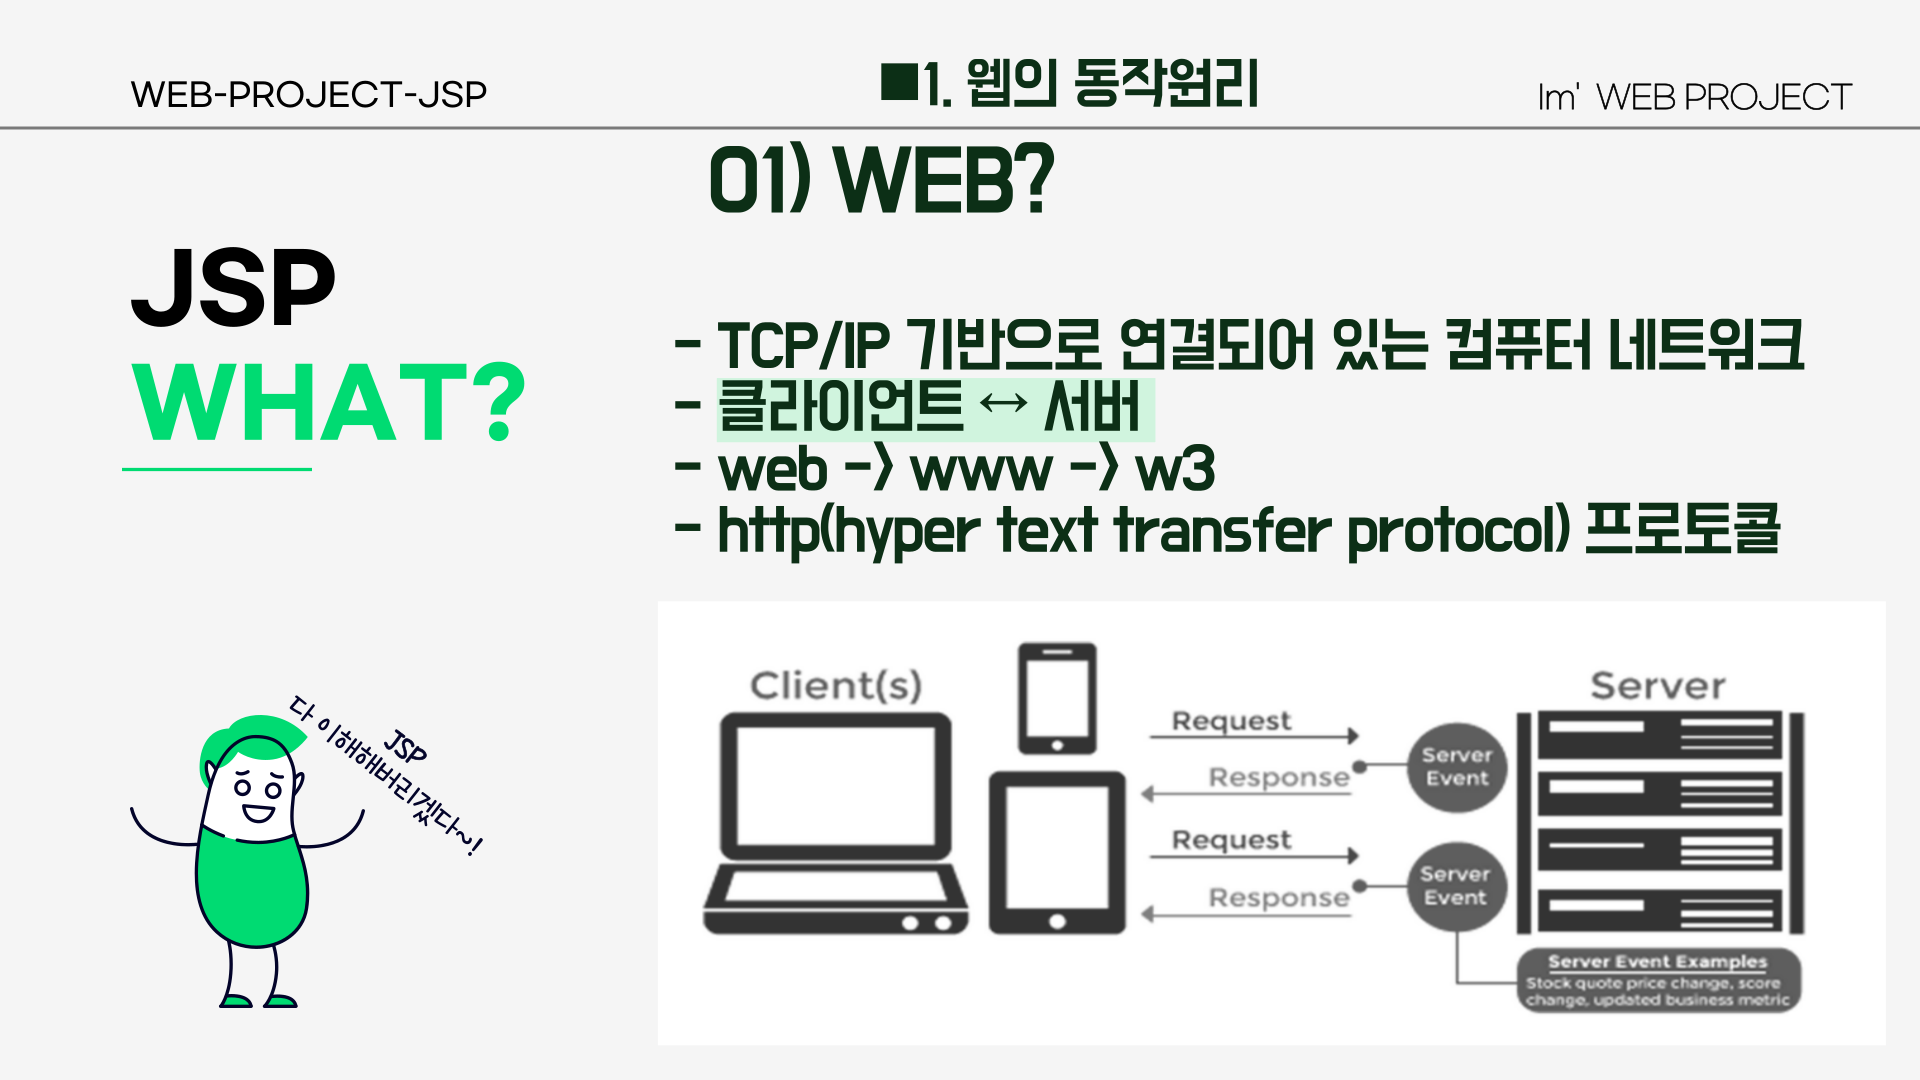 WEB-PROJECT-JSP
■1. 웹의 동작원리
Im' WEB PROJECT
01) WEB?
JSP
WHAT?
- TCP/IP 기반으로 연결되어 있는 컴퓨터 네트워크
- 클라이언트 ↔ 서버
- web -> www -> w3
- http(hyper text transfer protocol) 프로토콜
JSP
다 이해해버리겠다~!
Client(s)
Request
Response
Request
Response
Server
Event
Server
Event
Server
Server Event Examples
Stock quote price change, score
change, updated business metric